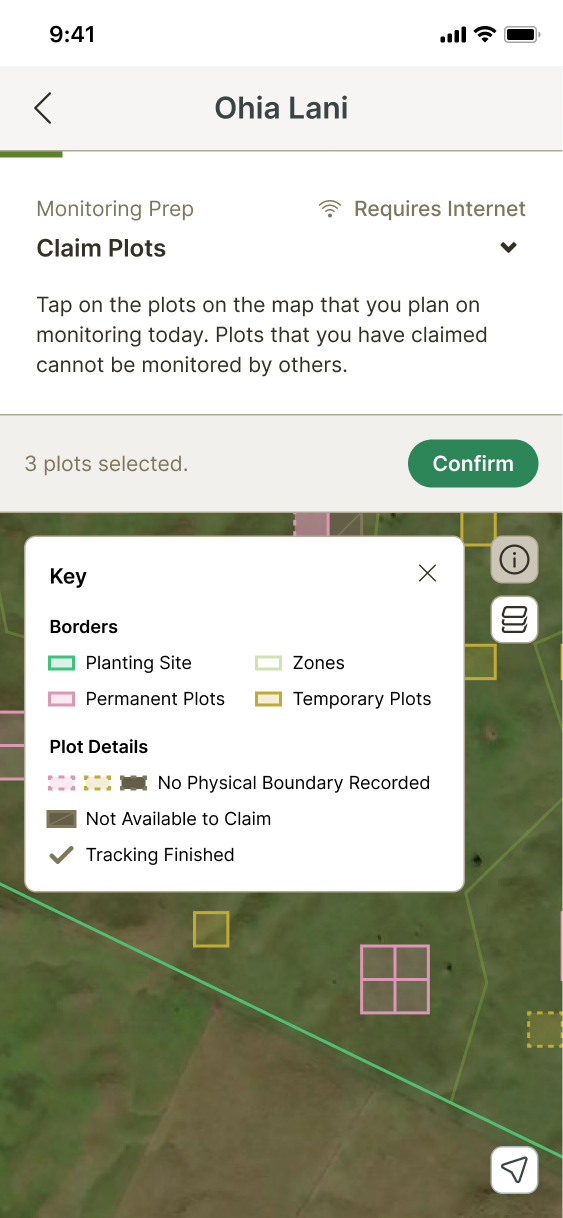 9:41
Ohia Lani
Monitoring Prep
Requires Internet
Claim Plots
Tap on the plots on the map that you plan on
monitoring today. Plots that you have claimed
cannot be monitored by others.
3 plots selected.
Confirm
Key
Borders
Planting Site
Zones
Permanent Plots
Temporary Plots
Plot Details
No Physical Boundary Recorded
Not Available to Claim
Tracking Finished